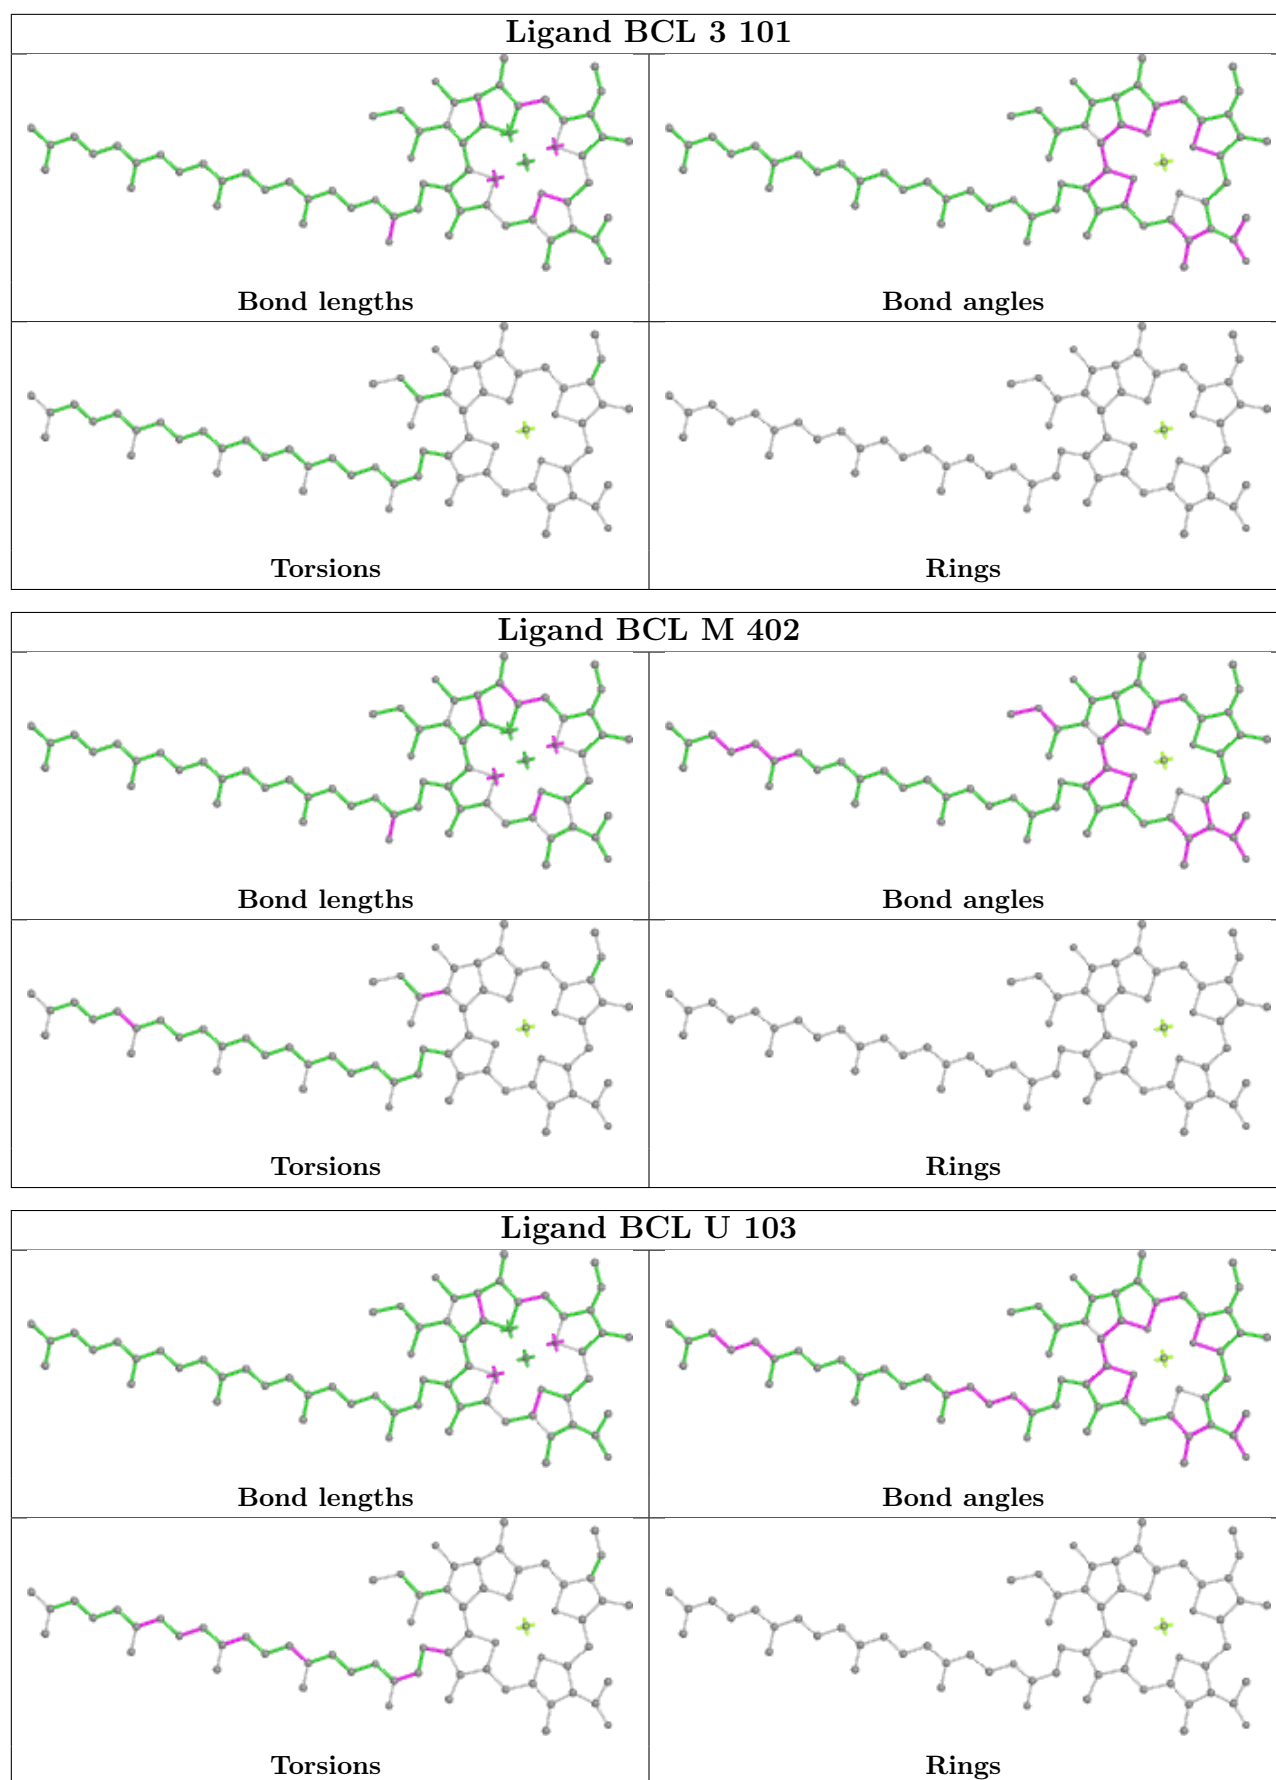 Ligand BCL 3 101
Bond lengths
Bond angles
Torsions
Rings
Ligand BCL M 402
Bond lengths
Bond angles
Torsions
Rings
Ligand BCL U 103
Bond lengths
Bond angles
Torsions
Rings